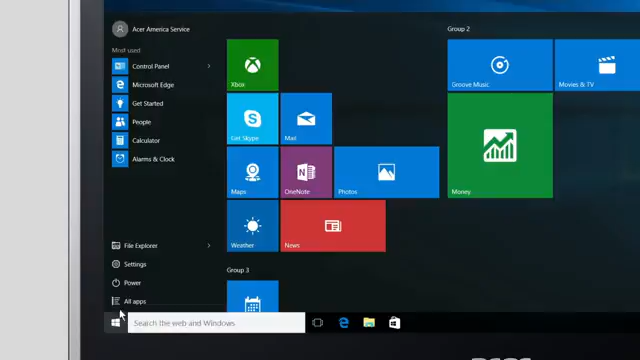 Acer America Service
Most used
Control Panel
Microsoft Edge
Get Started
People
Calculator
Alarms & Clock
File Explorer
Settings
Power
All apps
Search the web and Windows
Xbox
Get Skype
Mail
Maps
OneNote
Photos
Weather
News
Group 3
Group 2
Groove Music
Movies & TV
Money